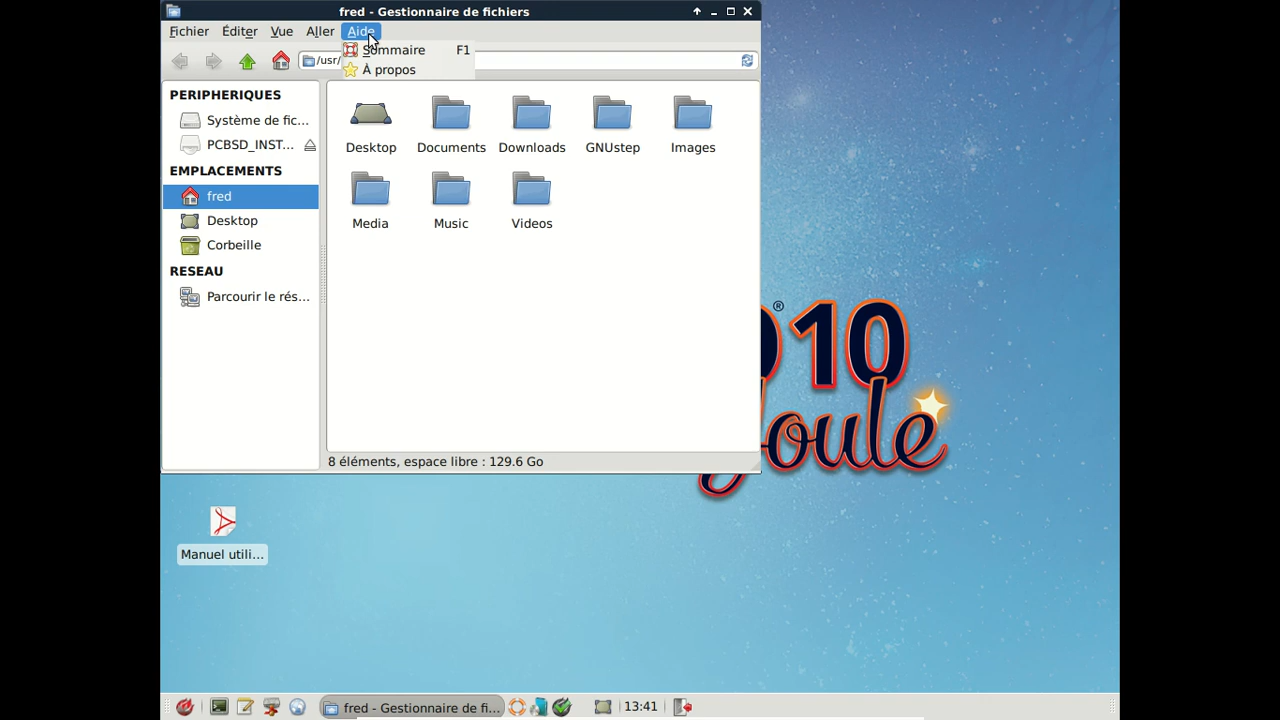 fred - Gestionnaire de fichiers
Fichier Éditer Vue Aller Aide
Sommaire F1
À propos
/usr/
PERIPHERIQUES
Système de fic...
PCBSD_INST...
EMPLACEMENTS
fred
Desktop
Corbeille
RESEAU
Parcourir le rés...
Desktop Documents Downloads GNUstep Images
Media Music Videos
8 éléments, espace libre : 129.6 Go
®
10
Joule
Manuel utili...
fred - Gestionnaire de fi... 13:41